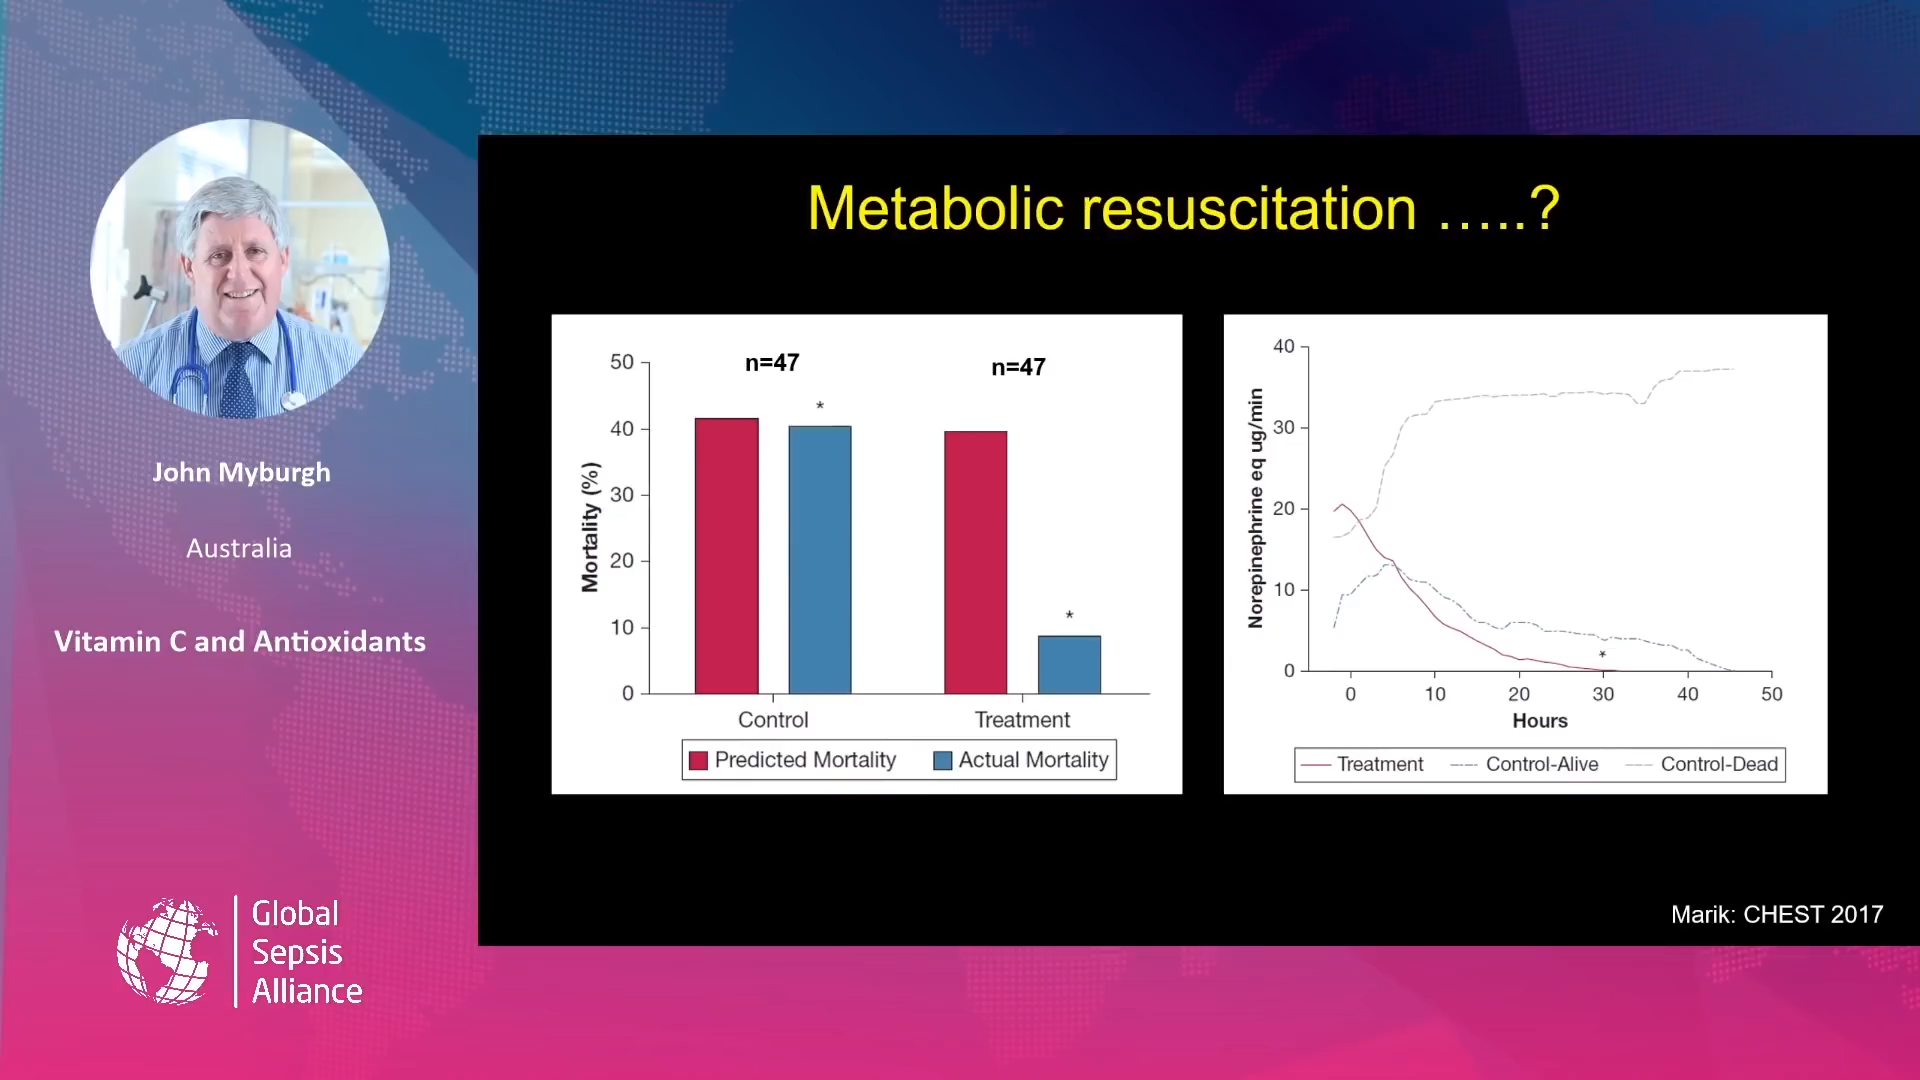 John Myburgh
Australia
Vitamin C and Antioxidants
Global
Sepsis
Alliance
Metabolic resuscitation …..?
n=47
n=47
50
40
30
20
10
0
Mortality (%)
*
*
Control
Treatment
Predicted Mortality
Actual Mortality
40
30
20
10
0
Norepinephrine eq ug/min
*
0 10 20 30 40 50
Hours
Treatment
Control-Alive
Control-Dead
Marik: CHEST 2017